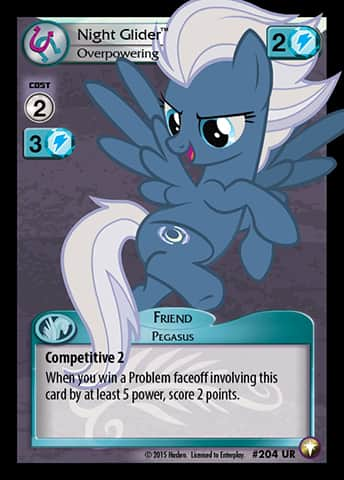 Night Glider™
Overpowering
2
COST
2
3
FRIEND
PEGASUS
Competitive 2
When you win a Problem faceoff involving this
card by at least 5 power, score 2 points.
© 2015 Hasbro. Licensed to Enterplay. #204 UR